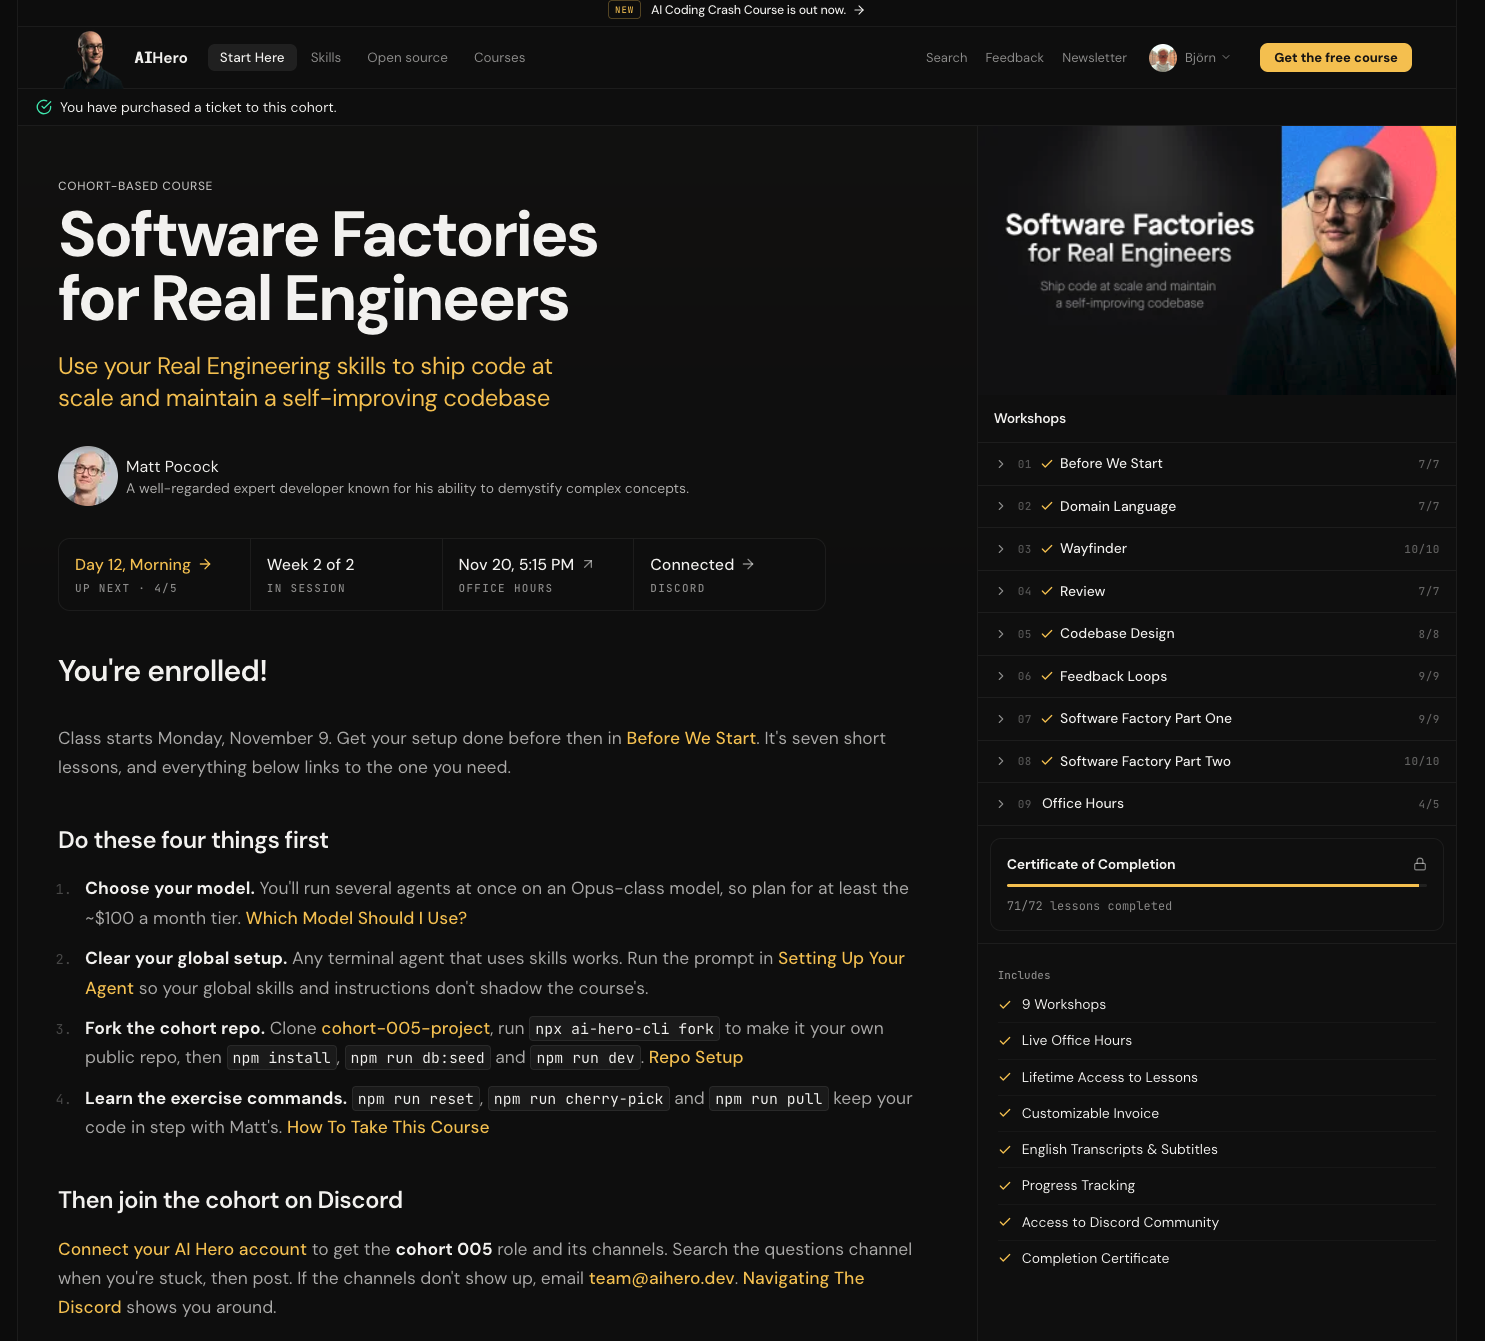 NEW AI Coding Crash Course is out now. →
AIHero Start Here Skills Open source Courses Search Feedback Newsletter Björn Get the free course
You have purchased a ticket to this cohort.
COHORT-BASED COURSE
Software Factories
for Real Engineers
Use your Real Engineering skills to ship code at
scale and maintain a self-improving codebase
Matt Pocock
A well-regarded expert developer known for his ability to demystify complex concepts.
Day 12, Morning →
UP NEXT · 4/5
Week 2 of 2
IN SESSION
Nov 20, 5:15 PM ↗
OFFICE HOURS
Connected →
DISCORD
You're enrolled!
Class starts Monday, November 9. Get your setup done before then in Before We Start. It's seven short
lessons, and everything below links to the one you need.
Do these four things first
1. Choose your model. You'll run several agents at once on an Opus-class model, so plan for at least the
~$100 a month tier. Which Model Should I Use?
2. Clear your global setup. Any terminal agent that uses skills works. Run the prompt in Setting Up Your
Agent so your global skills and instructions don't shadow the course's.
3. Fork the cohort repo. Clone cohort-005-project, run npx ai-hero-cli fork to make it your own
public repo, then npm install, npm run db:seed and npm run dev. Repo Setup
4. Learn the exercise commands. npm run reset, npm run cherry-pick and npm run pull keep your
code in step with Matt's. How To Take This Course
Then join the cohort on Discord
Connect your AI Hero account to get the cohort 005 role and its channels. Search the questions channel
when you're stuck, then post. If the channels don't show up, email team@aihero.dev. Navigating The
Discord shows you around.
Software Factories
for Real Engineers
Ship code at scale and maintain
a self-improving codebase
Workshops
01 Before We Start 7/7
02 Domain Language 7/7
03 Wayfinder 10/10
04 Review 7/7
05 Codebase Design 8/8
06 Feedback Loops 9/9
07 Software Factory Part One 9/9
08 Software Factory Part Two 10/10
09 Office Hours 4/5
Certificate of Completion
71/72 lessons completed
Includes
9 Workshops
Live Office Hours
Lifetime Access to Lessons
Customizable Invoice
English Transcripts & Subtitles
Progress Tracking
Access to Discord Community
Completion Certificate